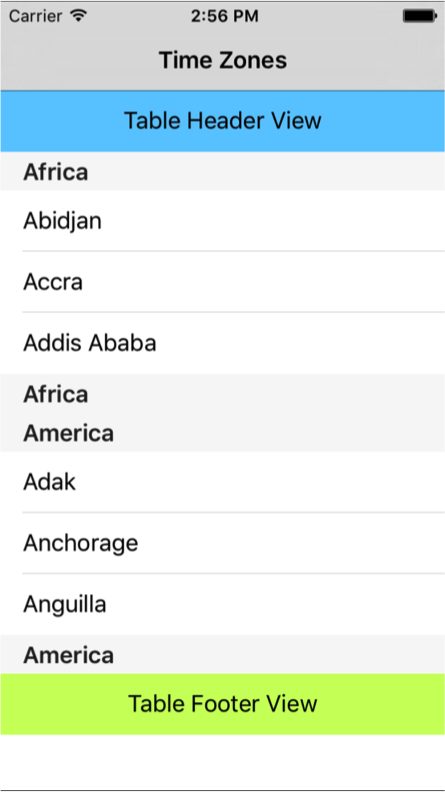 Carrier 2:56 PM
Time Zones
Table Header View
Africa
Abidjan
Accra
Addis Ababa
Africa
America
Adak
Anchorage
Anguilla
America
Table Footer View